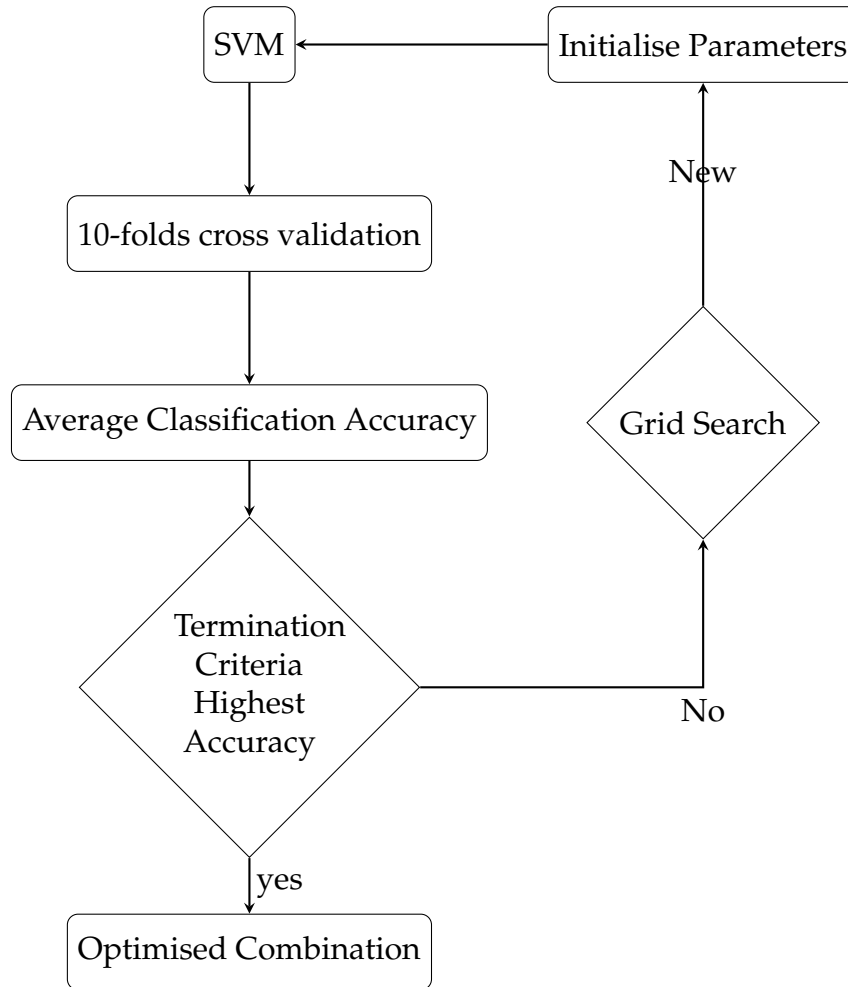 SVM
Initialise Parameters
New
10-folds cross validation
Average Classification Accuracy
Grid Search
Termination
Criteria
Highest
Accuracy
No
yes
Optimised Combination